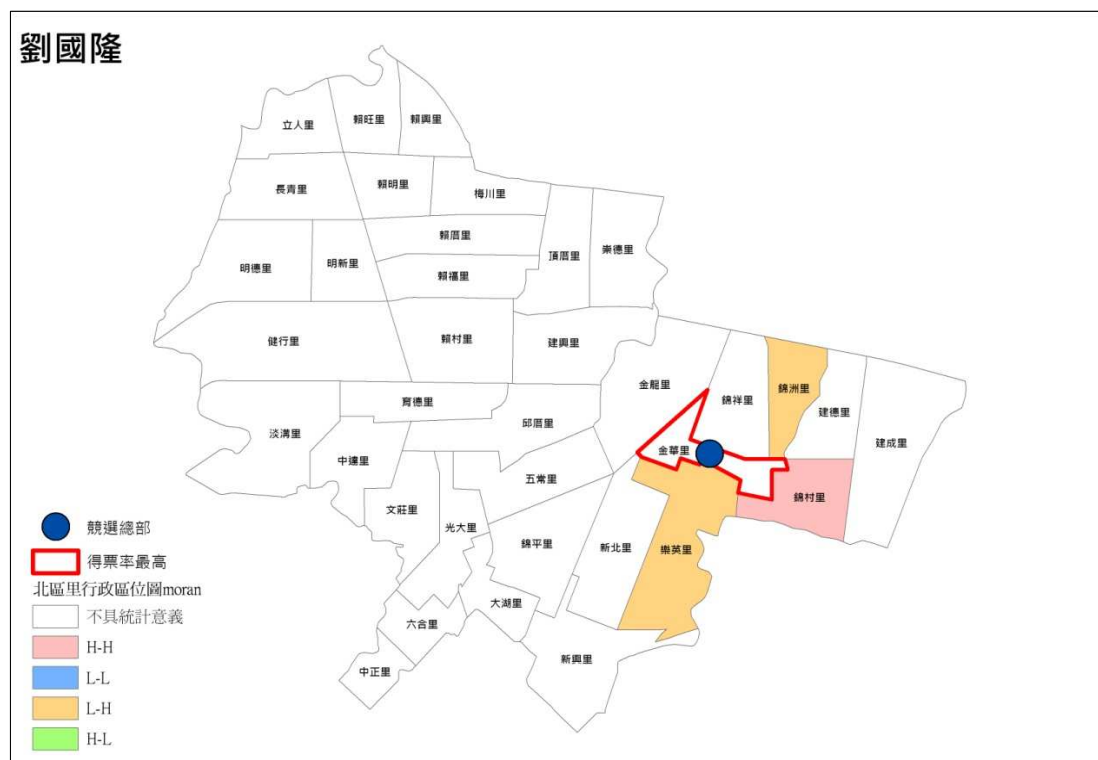 劉國隆
立人里
賴旺里
賴興里
長青里
賴明里
梅川里
賴厝里
頂厝里
崇德里
明德里
明新里
賴福里
健行里
賴村里
建興里
金龍里
錦祥里
錦洲里
建德里
建成里
育德里
邱厝里
淡溝里
中達里
金華里
五常里
錦村里
文莊里
光大里
錦平里
新北里
樂英里
大湖里
六合里
新興里
中正里
競選總部
得票率最高
北區里行政區位圖moran
不具統計意義
H-H
L-L
L-H
H-L